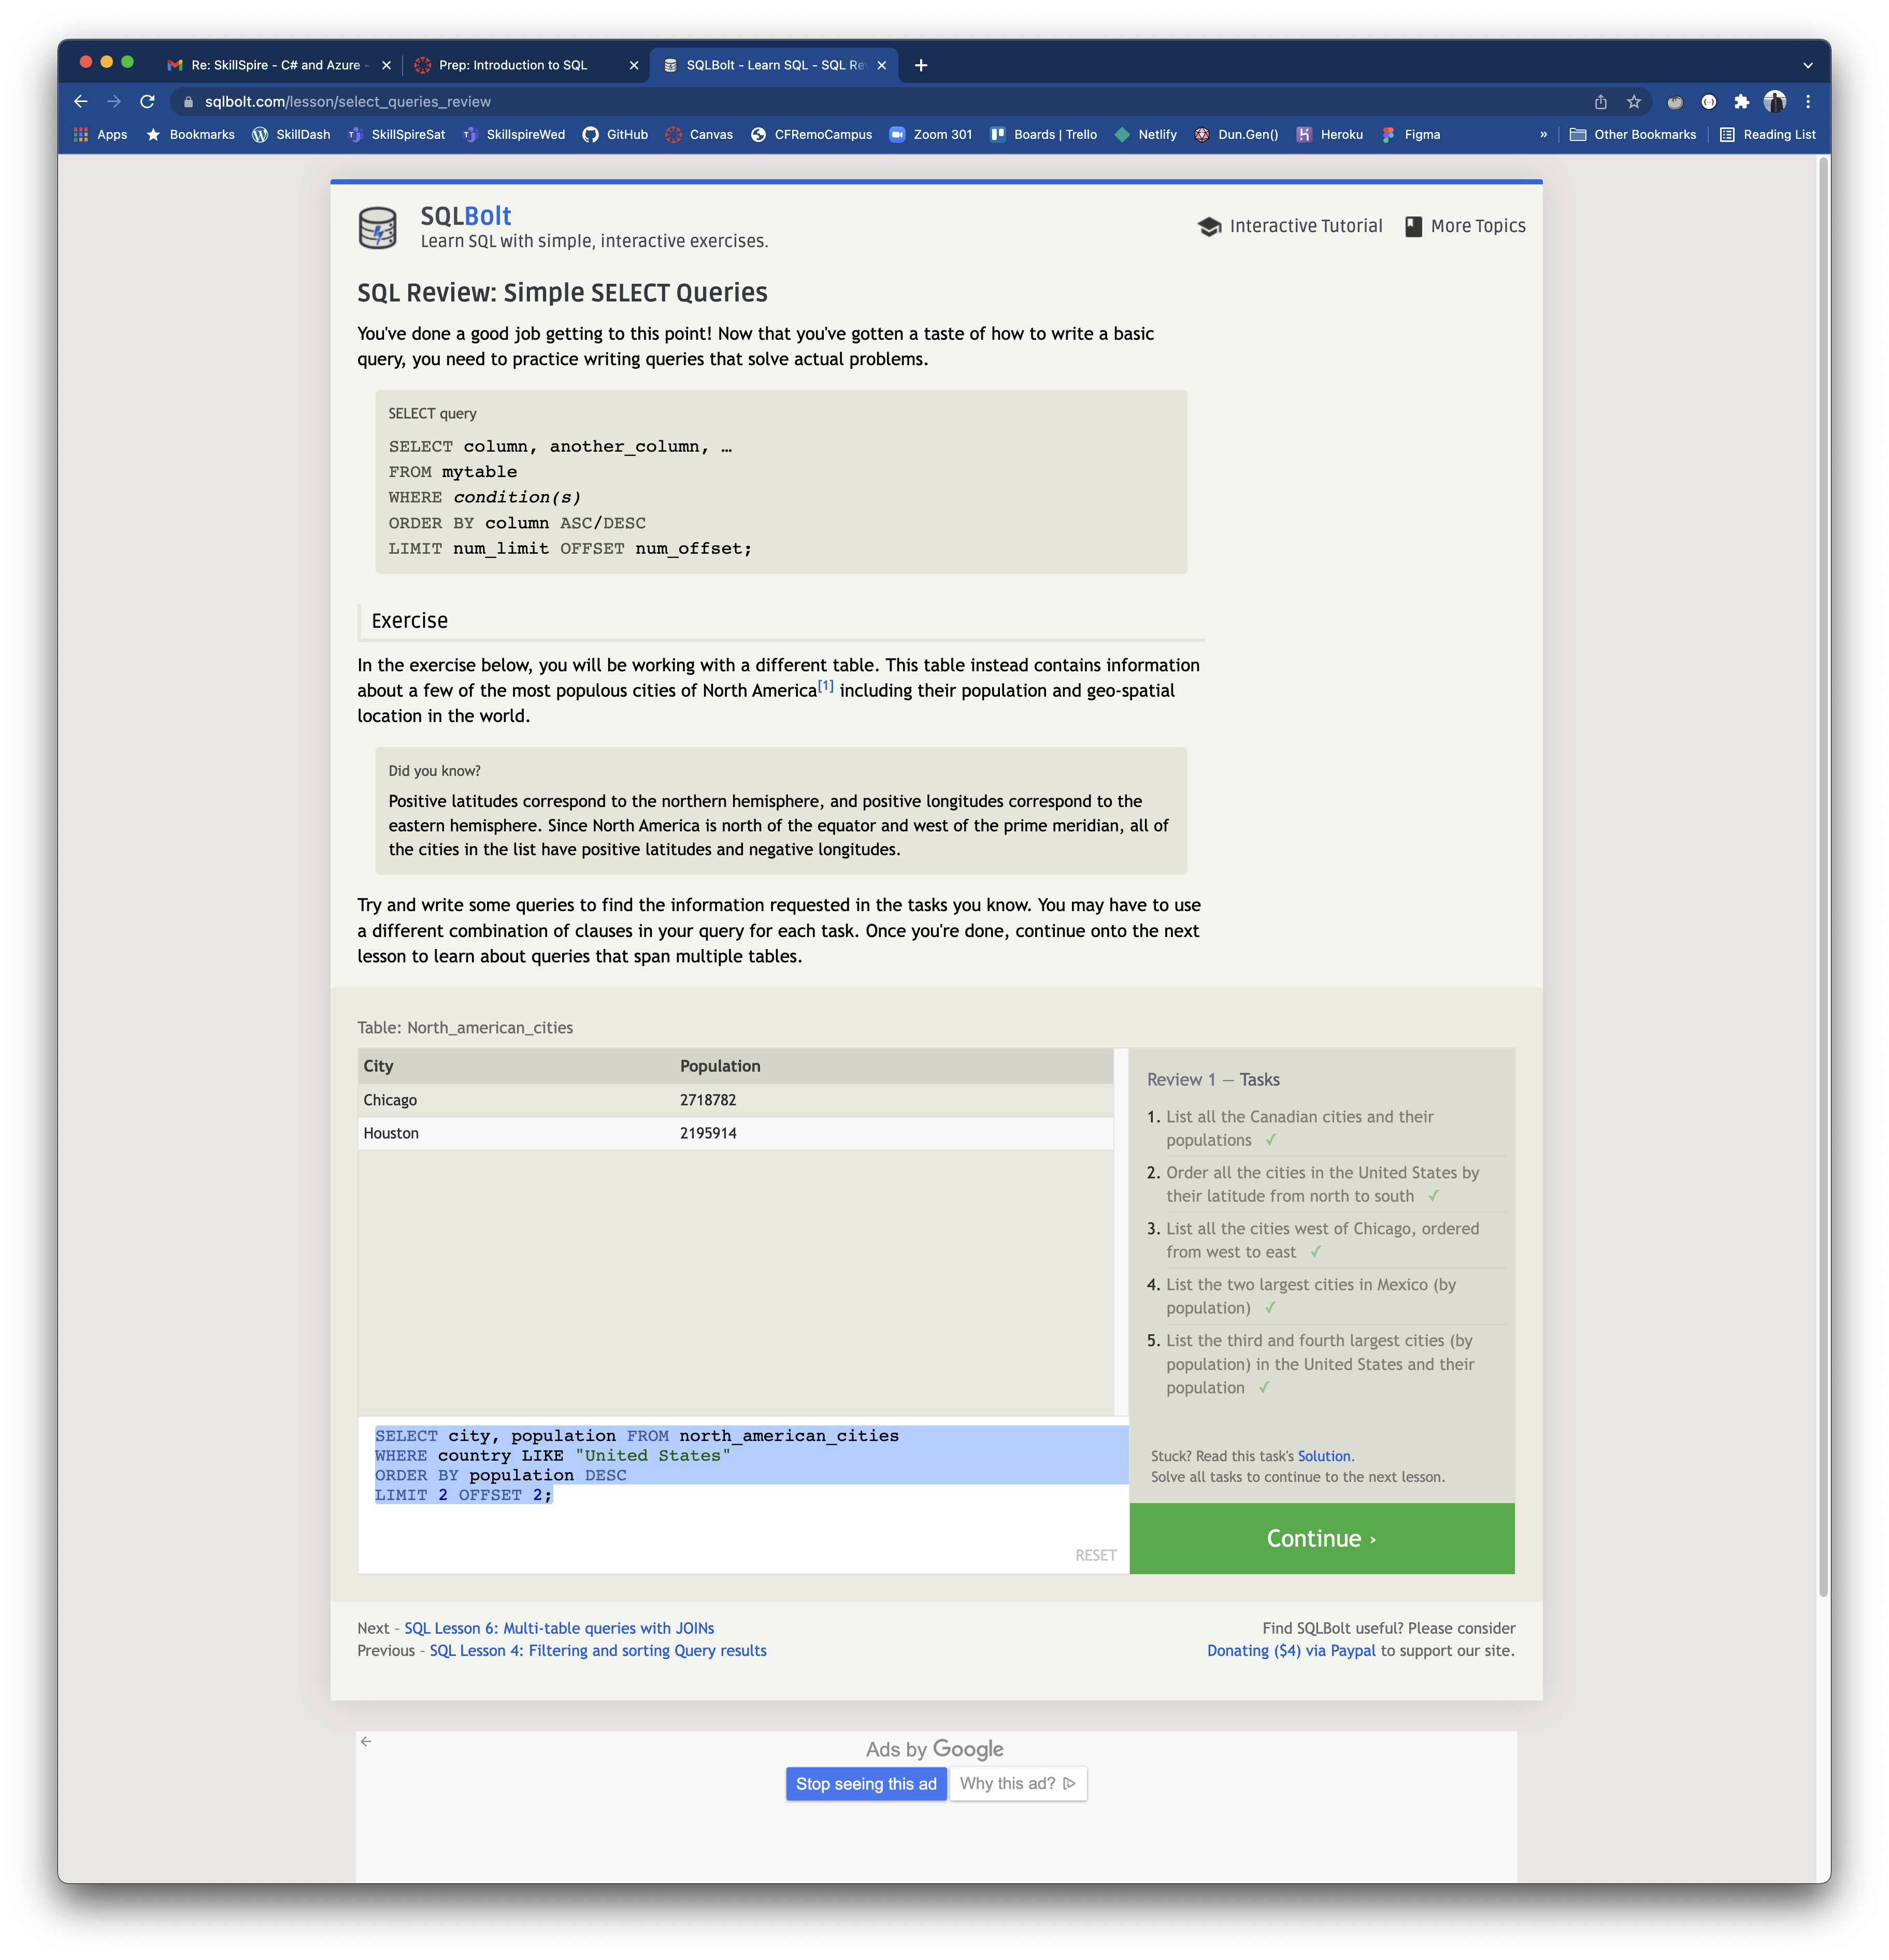 Re: SkillSpire - C# and Azure -
Prep: Introduction to SQL
SQLBolt - Learn SQL - SQL Re
sqlbolt.com/lesson/select_queries_review
Apps Bookmarks SkillDash SkillSpireSat SkillspireWed GitHub Canvas CFRemoCampus Zoom 301 Boards | Trello Netlify Dun.Gen() Heroku Figma » Other Bookmarks Reading List
SQLBolt
Learn SQL with simple, interactive exercises.
Interactive Tutorial More Topics
SQL Review: Simple SELECT Queries
You've done a good job getting to this point! Now that you've gotten a taste of how to write a basic
query, you need to practice writing queries that solve actual problems.
SELECT query
SELECT column, another_column, …
FROM mytable
WHERE condition(s)
ORDER BY column ASC/DESC
LIMIT num_limit OFFSET num_offset;
Exercise
In the exercise below, you will be working with a different table. This table instead contains information
about a few of the most populous cities of North America[1] including their population and geo-spatial
location in the world.
Did you know?
Positive latitudes correspond to the northern hemisphere, and positive longitudes correspond to the
eastern hemisphere. Since North America is north of the equator and west of the prime meridian, all of
the cities in the list have positive latitudes and negative longitudes.
Try and write some queries to find the information requested in the tasks you know. You may have to use
a different combination of clauses in your query for each task. Once you're done, continue onto the next
lesson to learn about queries that span multiple tables.
Table: North_american_cities
City Population
Chicago 2718782
Houston 2195914
SELECT city, population FROM north_american_cities
WHERE country LIKE "United States"
ORDER BY population DESC
LIMIT 2 OFFSET 2;
RESET
Review 1 — Tasks
1. List all the Canadian cities and their
populations ✓
2. Order all the cities in the United States by
their latitude from north to south ✓
3. List all the cities west of Chicago, ordered
from west to east ✓
4. List the two largest cities in Mexico (by
population) ✓
5. List the third and fourth largest cities (by
population) in the United States and their
population ✓
Stuck? Read this task's Solution.
Solve all tasks to continue to the next lesson.
Continue ›
Next - SQL Lesson 6: Multi-table queries with JOINs
Previous - SQL Lesson 4: Filtering and sorting Query results
Find SQLBolt useful? Please consider
Donating ($4) via Paypal to support our site.
Ads by Google
Stop seeing this ad Why this ad?